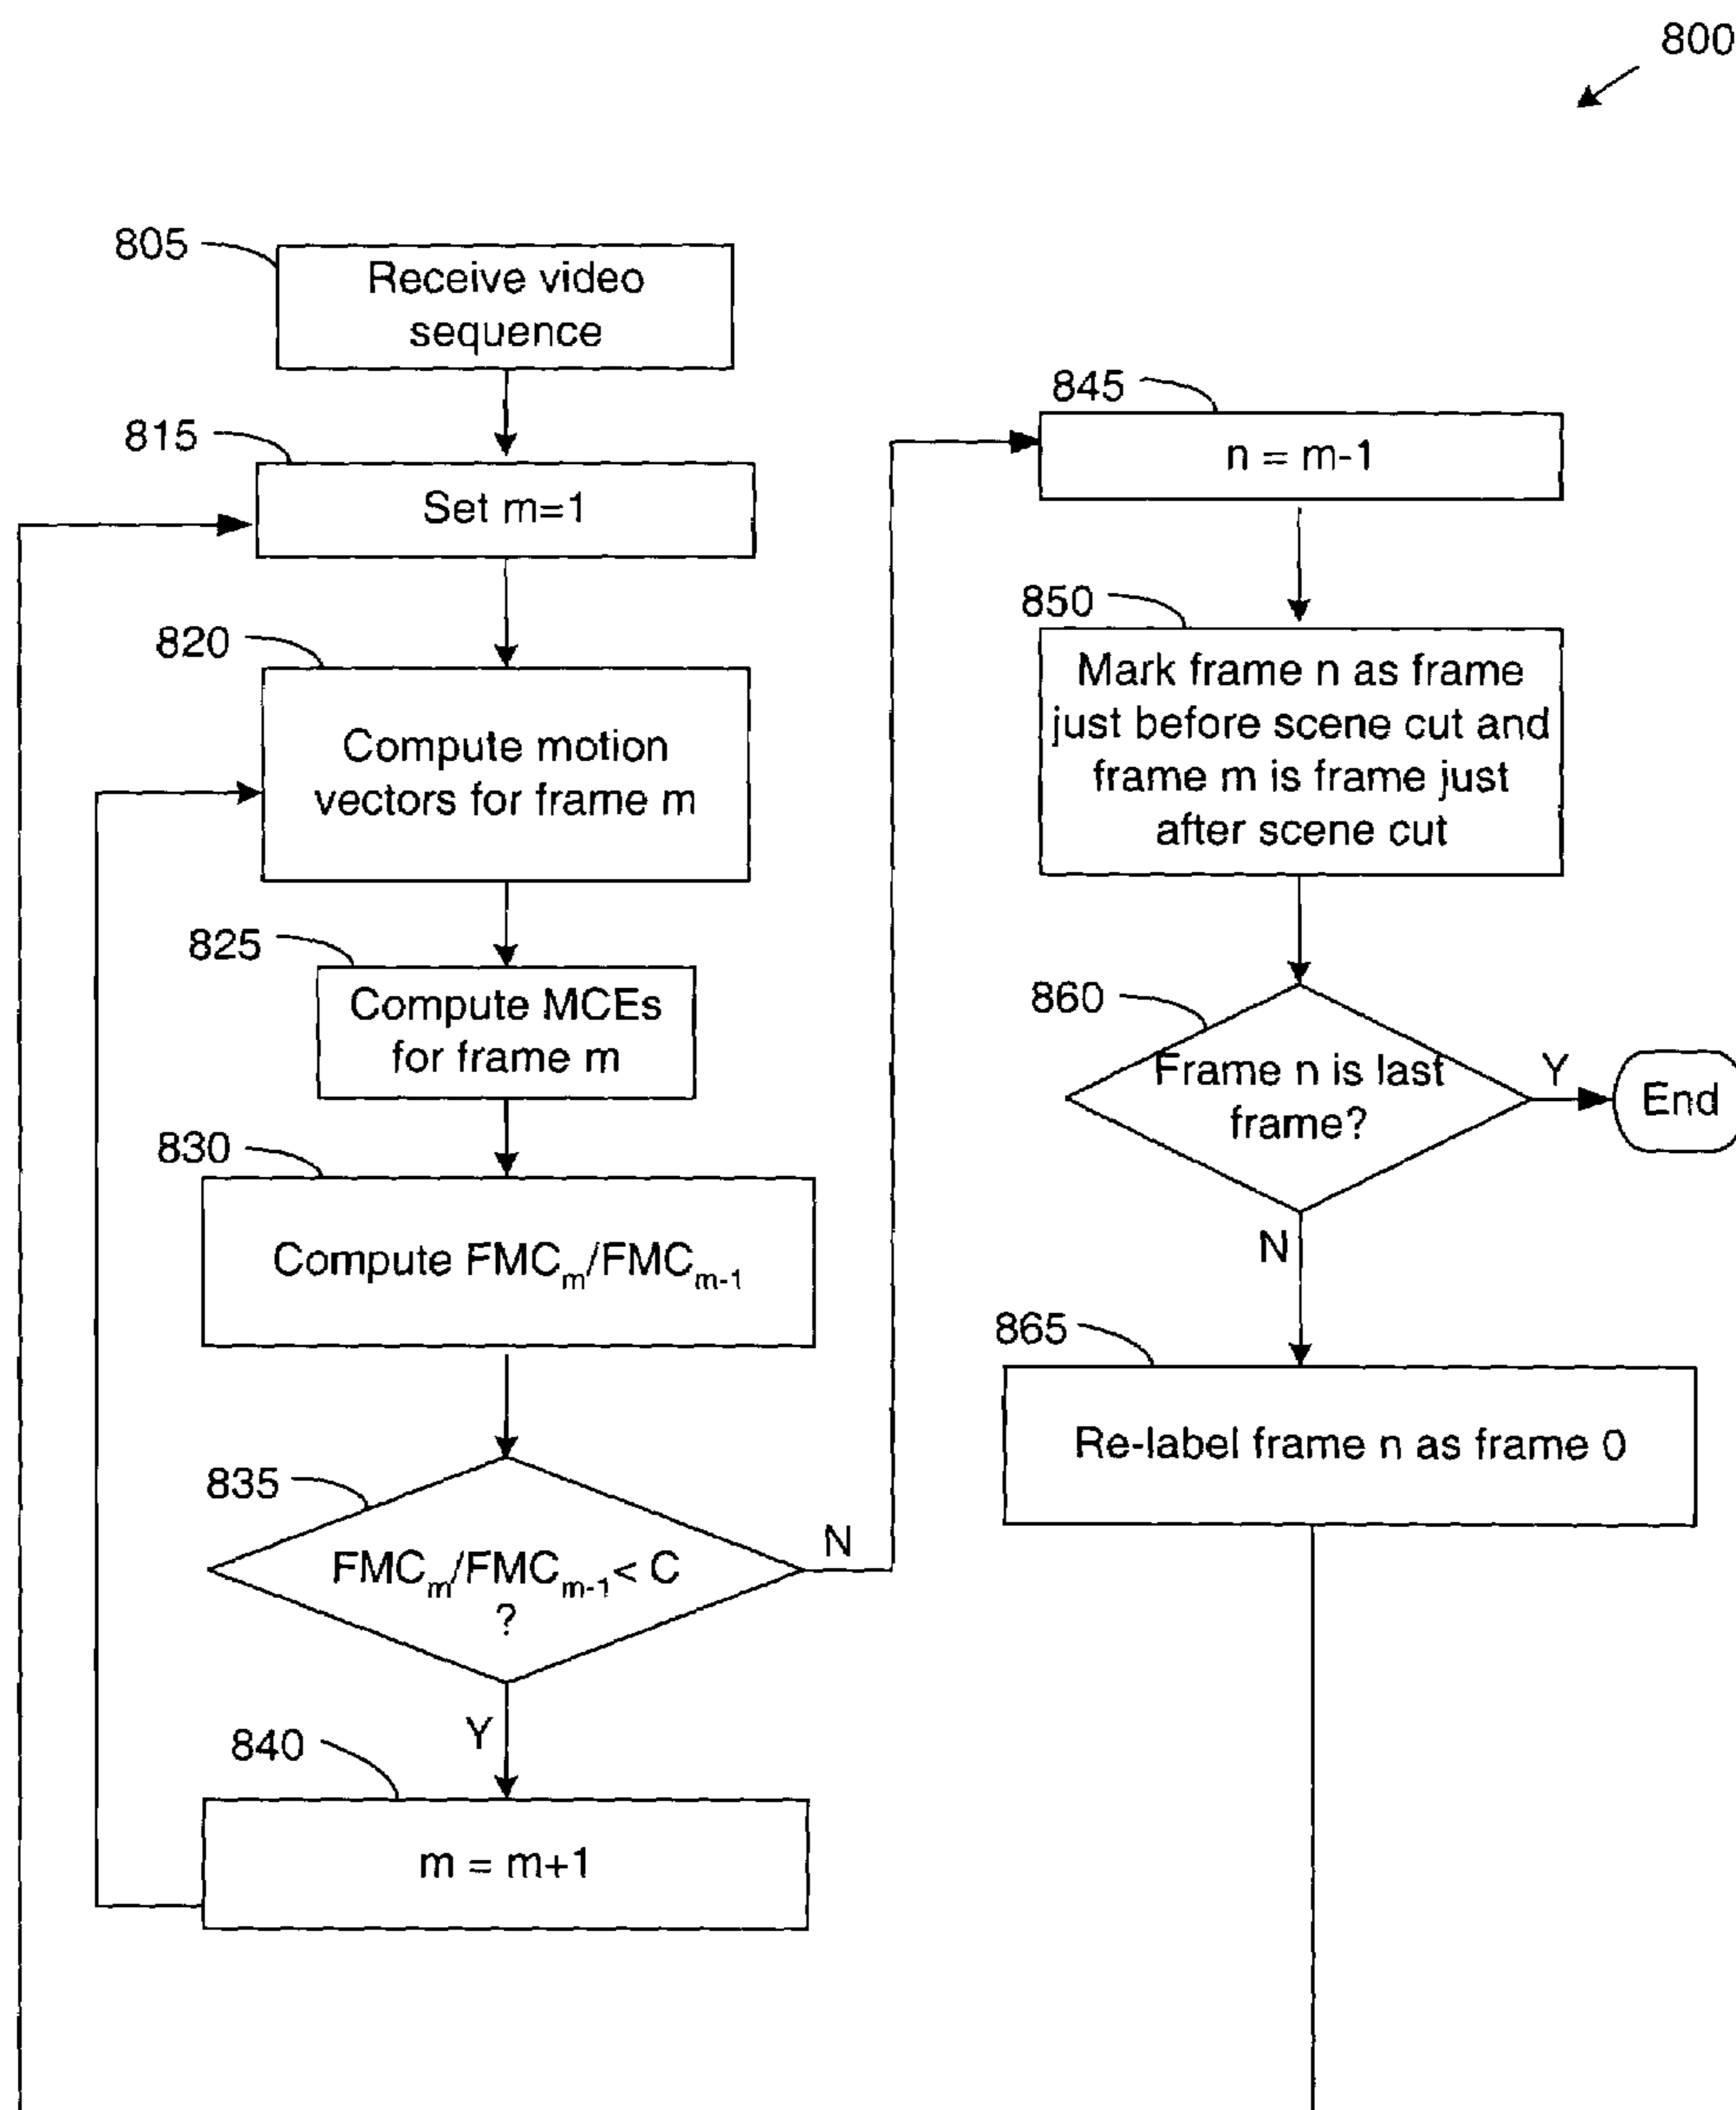 800
805
Receive video
sequence
815
Set m=1
820
Compute motion
vectors for frame m
825
Compute MCEs
for frame m
830
Compute FMCm/FMCm-1
835
FMCm/FMCm-1< C
?
N
Y
840
m = m+1
845
n = m-1
850
Mark frame n as frame
just before scene cut and
frame m is frame just
after scene cut
860
Frame n is last
frame?
Y
End
N
865
Re-label frame n as frame 0